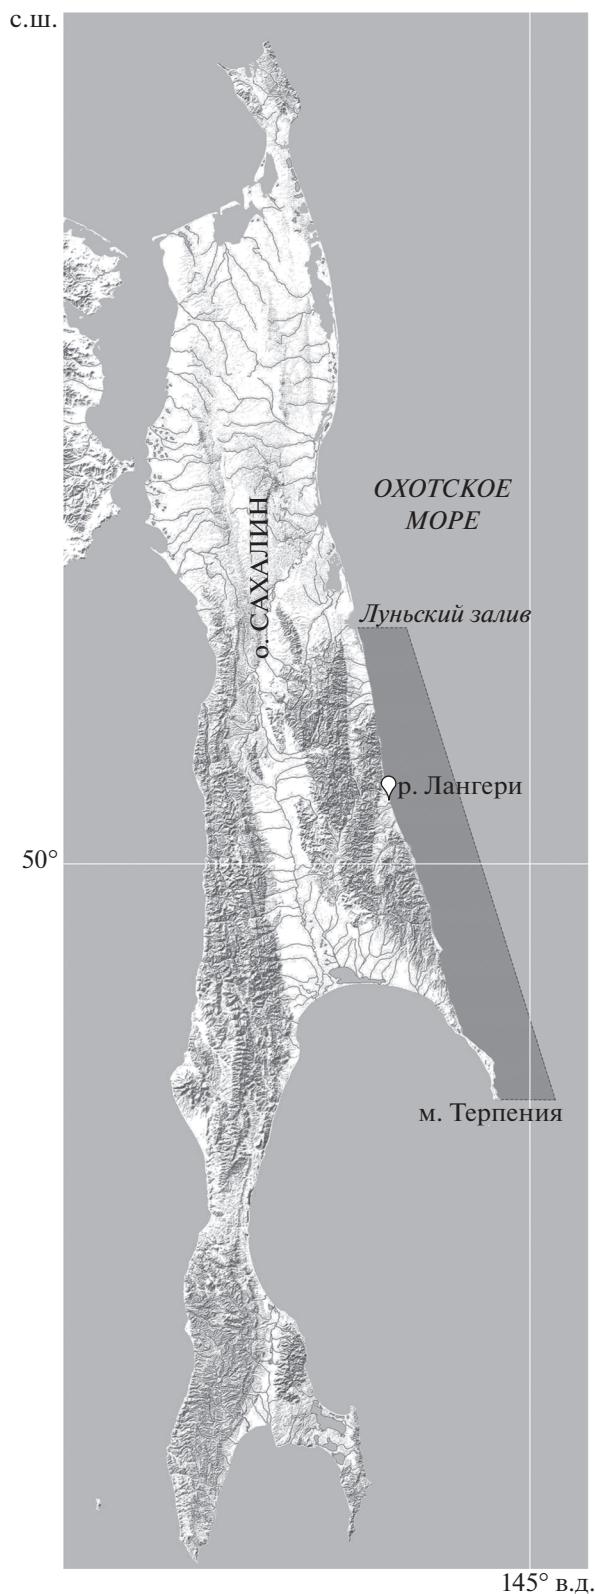 с.ш.
ОХОТСКОЕ
МОРЕ
о. САХАЛИН
Луньский залив
р. Лангери
50°
м. Терпения
145° в.д.